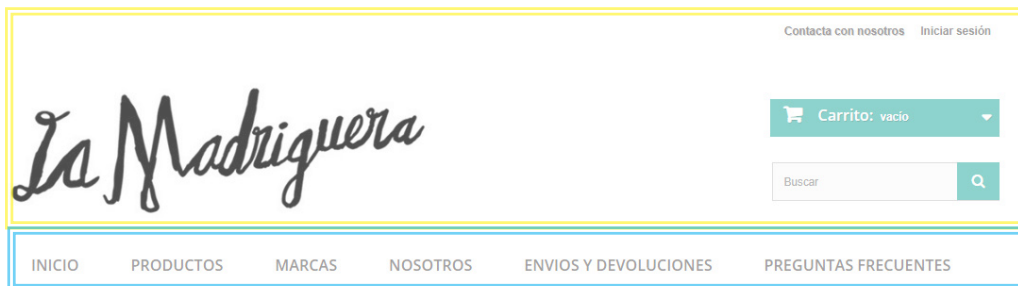 Contacta con nosotros Iniciar sesión
La Madriguera
Carrito: vacío
Buscar
INICIO PRODUCTOS MARCAS NOSOTROS ENVIOS Y DEVOLUCIONES PREGUNTAS FRECUENTES